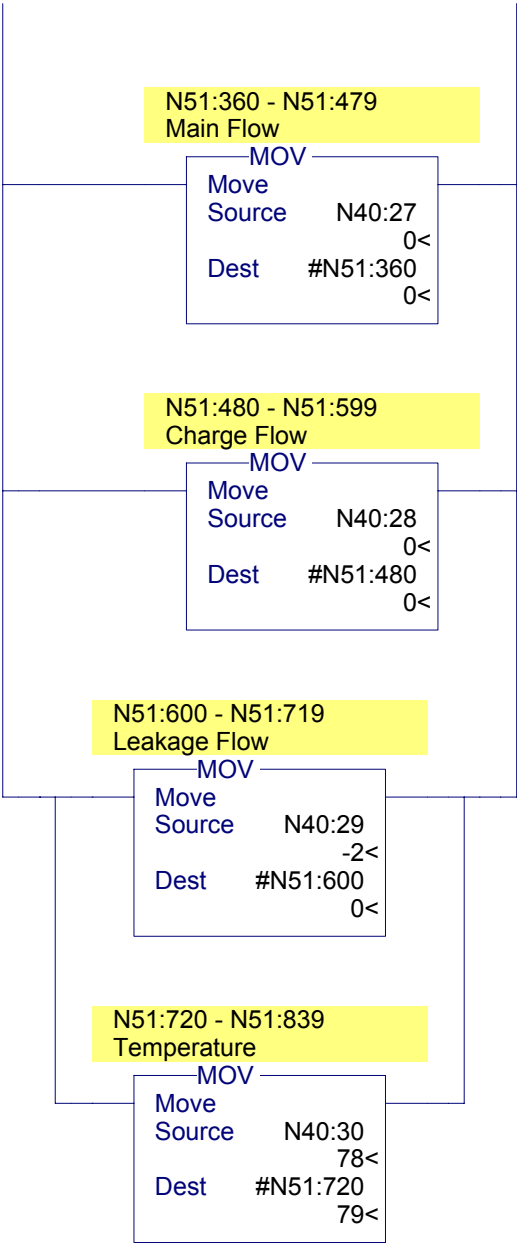 N51:360 - N51:479
Main Flow
MOV
Move
Source N40:27
0<
Dest #N51:360
0<
N51:480 - N51:599
Charge Flow
MOV
Move
Source N40:28
0<
Dest #N51:480
0<
N51:600 - N51:719
Leakage Flow
MOV
Move
Source N40:29
-2<
Dest #N51:600
0<
N51:720 - N51:839
Temperature
MOV
Move
Source N40:30
78<
Dest #N51:720
79<